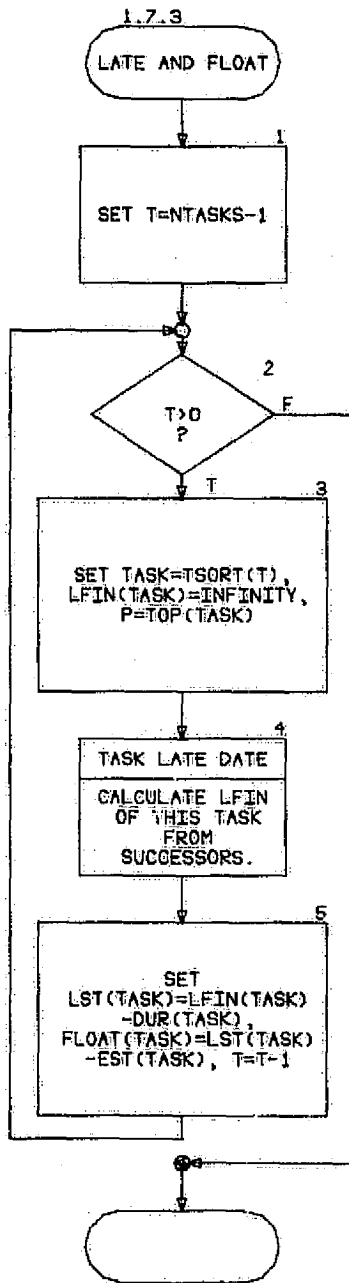 1.7.3
LATE AND FLOAT
1
SET T=NTASKS-1
2
T>0
?
F
T
3
SET TASK=TSORT(T),
LFIN(TASK)=INFINITY,
P=TOP(TASK)
4
TASK LATE DATE
CALCULATE LFIN
OF THIS TASK
FROM
SUCCESSORS.
5
SET
LST(TASK)=LFIN(TASK)
-DUR(TASK),
FLOAT(TASK)=LST(TASK)
-EST(TASK), T=T-1